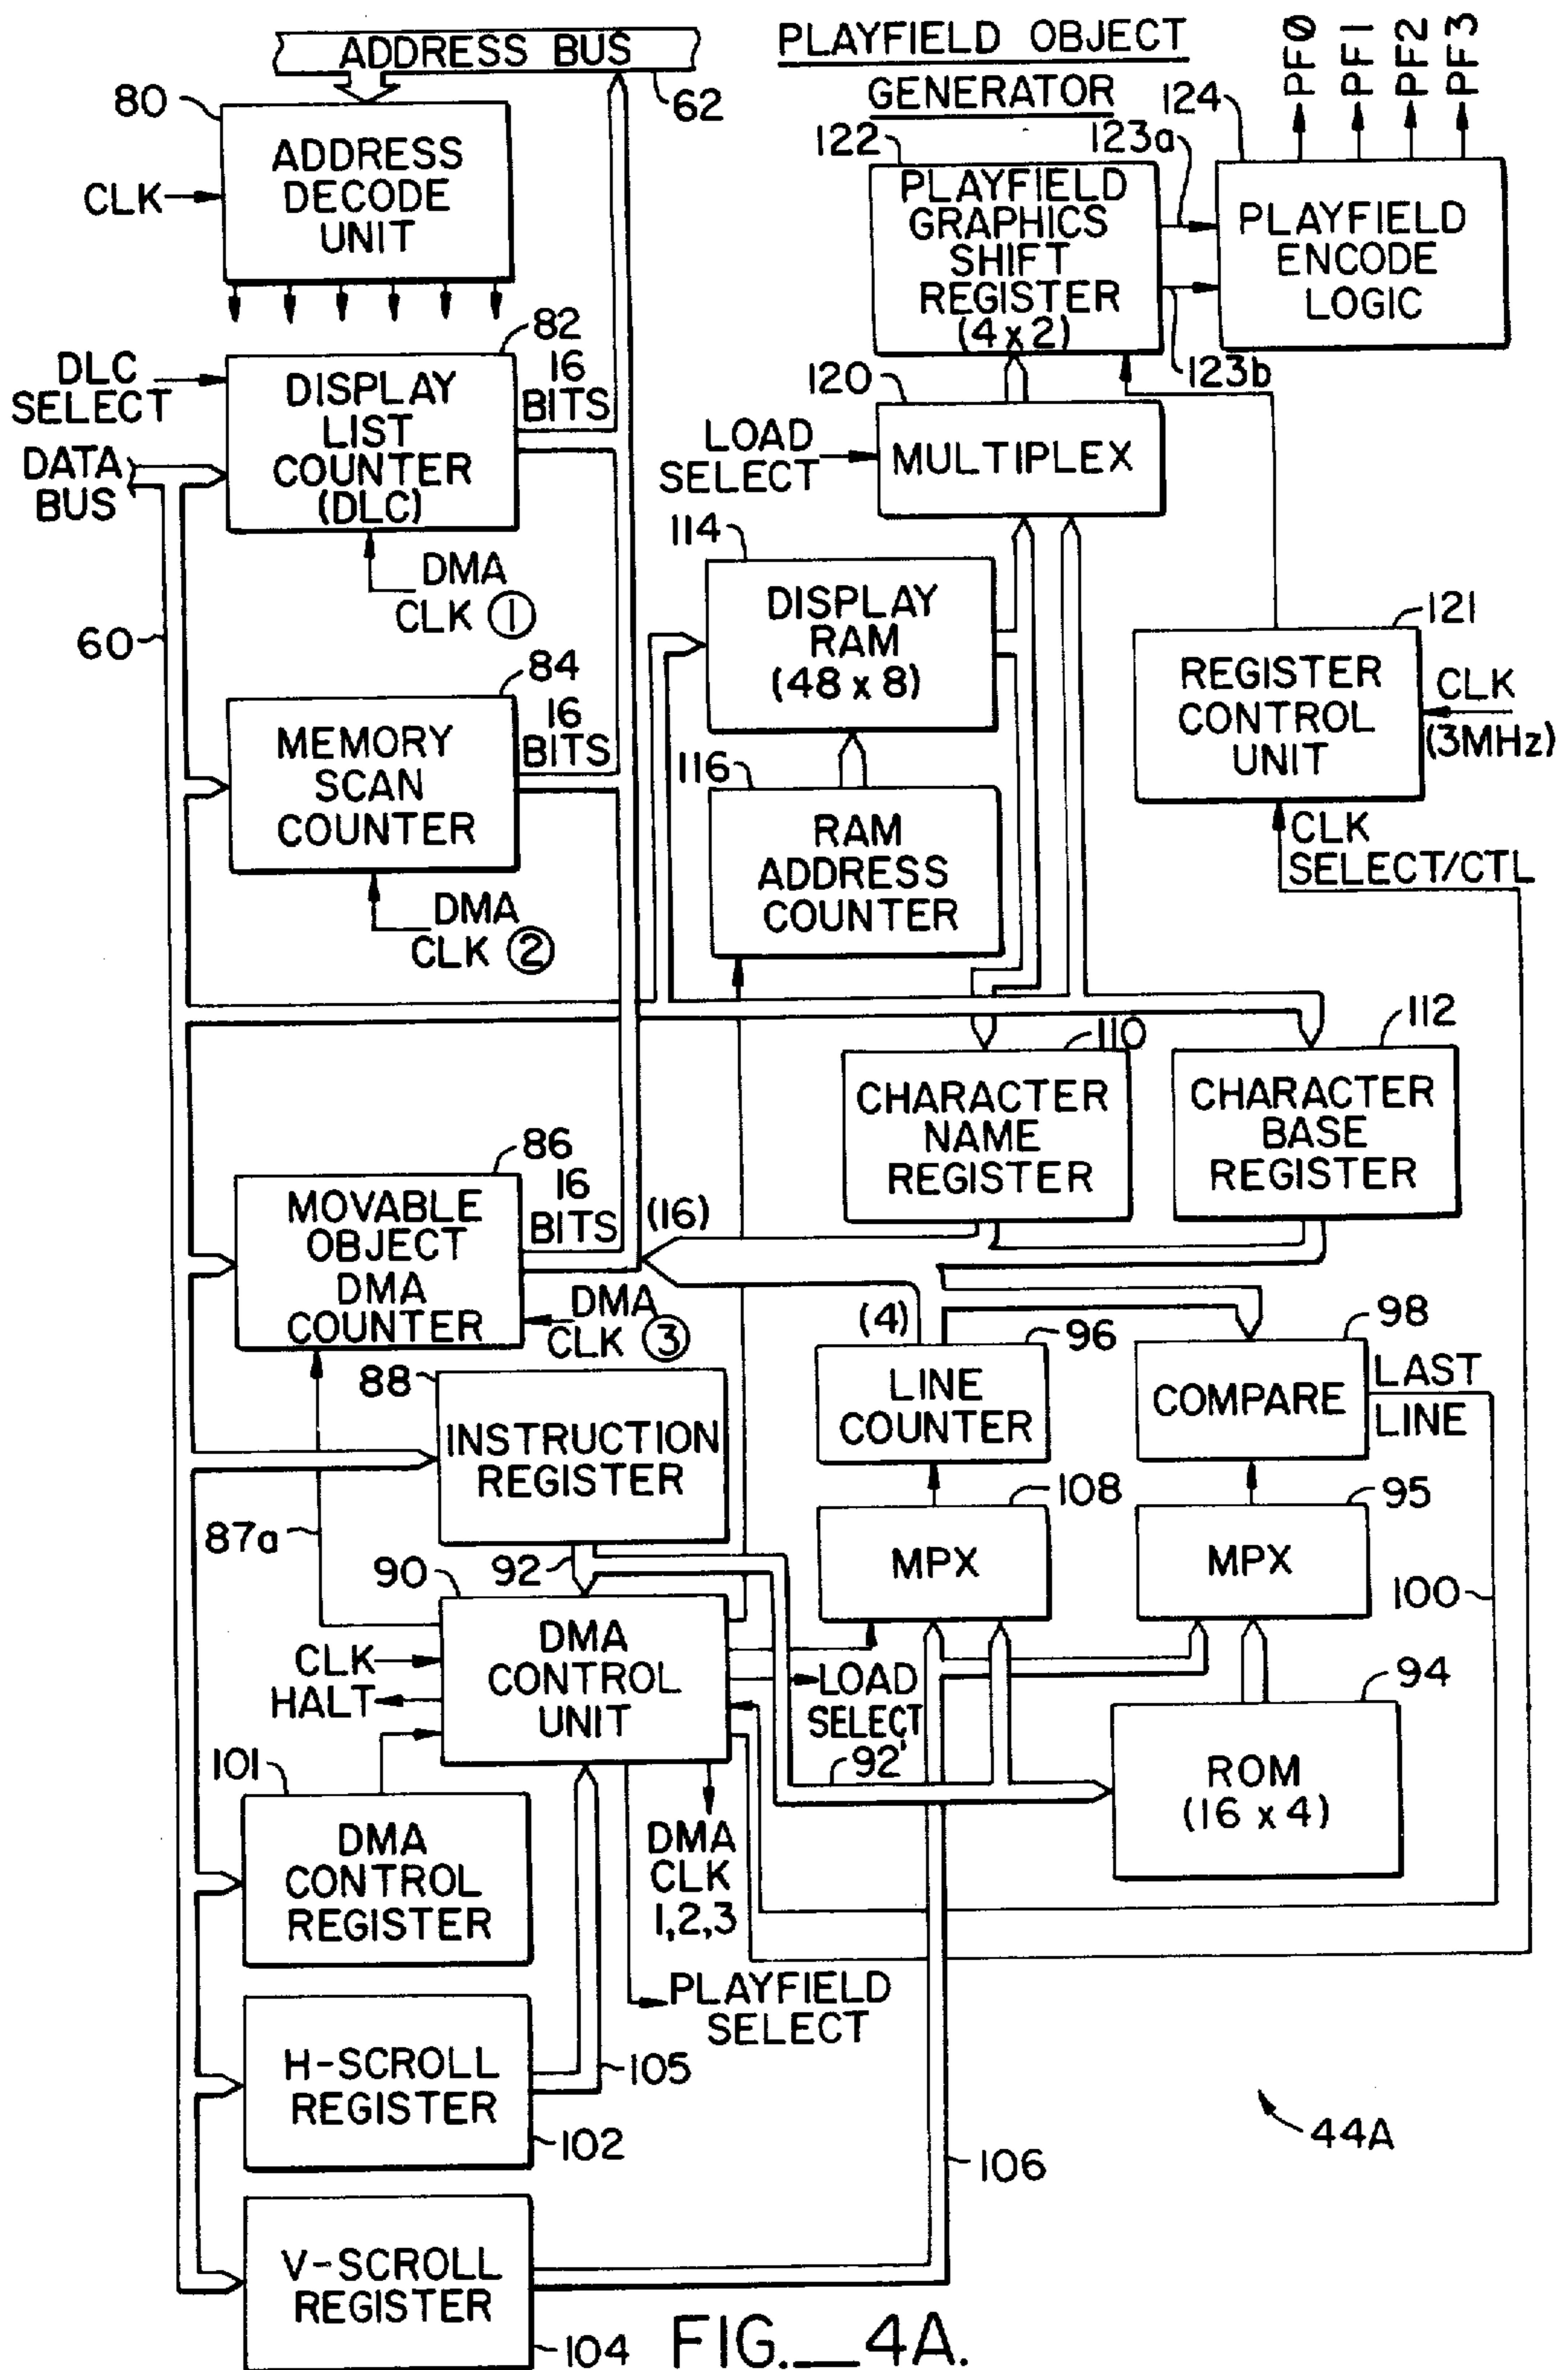 ADDRESS BUS
62
PLAYFIELD OBJECT
GENERATOR
PF0
PF1
PF2
PF3
80
ADDRESS
DECODE
UNIT
CLK
122
PLAYFIELD
GRAPHICS
SHIFT
REGISTER
(4 x 2)
123a
123b
124
PLAYFIELD
ENCODE
LOGIC
DLC
SELECT
DATA
BUS
82
DISPLAY
LIST
COUNTER
(DLC)
16
BITS
DMA
CLK ①
120
LOAD
SELECT
MULTIPLEX
60
114
DISPLAY
RAM
(48 x 8)
121
REGISTER
CONTROL
UNIT
CLK
(3MHz)
84
MEMORY
SCAN
COUNTER
16
BITS
DMA
CLK ②
116
RAM
ADDRESS
COUNTER
CLK
SELECT/CTL
110
CHARACTER
NAME
REGISTER
112
CHARACTER
BASE
REGISTER
86
MOVABLE
OBJECT
DMA
COUNTER
16
BITS
(16)
DMA
CLK ③
(4)
96
LINE
COUNTER
98
COMPARE
LAST
LINE
88
INSTRUCTION
REGISTER
87a
92
108
MPX
95
MPX
100
90
DMA
CONTROL
UNIT
CLK
HALT
LOAD
SELECT
92'
94
ROM
(16 x 4)
101
DMA
CONTROL
REGISTER
DMA
CLK
1,2,3
PLAYFIELD
SELECT
H-SCROLL
REGISTER
102
105
106
44A
V-SCROLL
REGISTER
104
FIG.__4A.